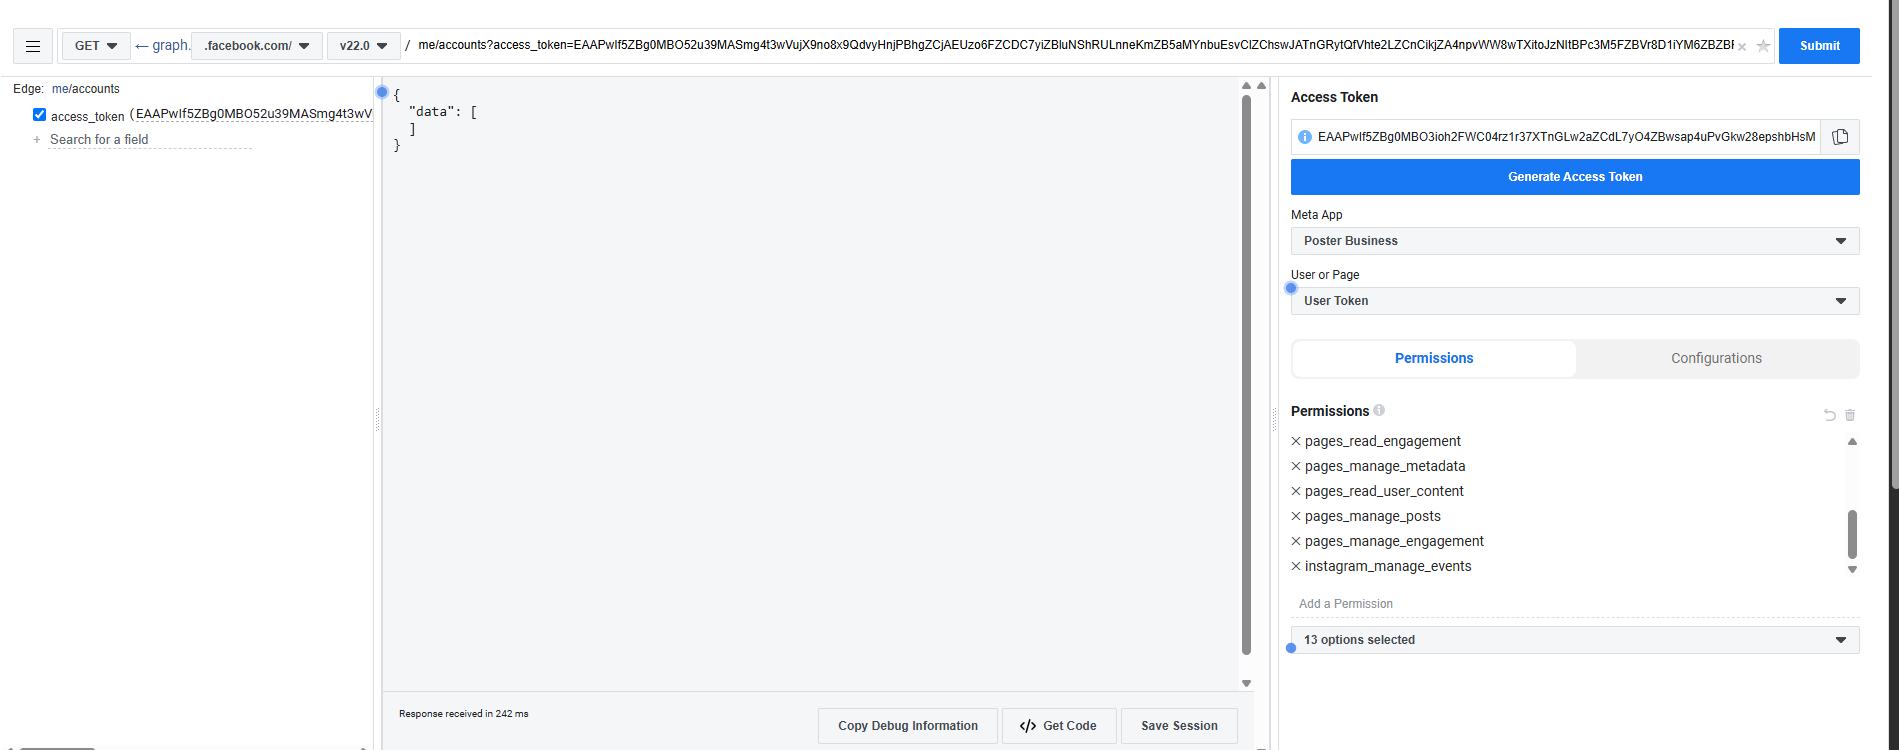 GET
← graph.
.facebook.com/
v22.0
/
me/accounts?access_token=EAAPwIf5ZBg0MBO52u39MASmg4t3wVujX9no8x9QdvyHnjPBhgZCjAEUzo6FZCDC7yiZBluNShRULnneKmZB5aMYnbuEsvClZChswJATnGRytQfVhte2LZCnCikjZA4npvWW8wTXitoJzNltBPc3M5FZBVr8D1iYM6ZBZBF
Submit
Edge: me/accounts
access_token (EAAPwIf5ZBg0MBO52u39MASmg4t3wV
+ Search for a field
{
"data": [
]
}
Response received in 242 ms
Copy Debug Information
</> Get Code
Save Session
Access Token
EAAPwIf5ZBg0MBO3ioh2FWC04rz1r37XTnGLw2aZCdL7yO4ZBwsap4uPvGkw28epshbHsM
Generate Access Token
Meta App
Poster Business
User or Page
User Token
Permissions
Configurations
Permissions
pages_read_engagement
pages_manage_metadata
pages_read_user_content
pages_manage_posts
pages_manage_engagement
instagram_manage_events
Add a Permission
13 options selected